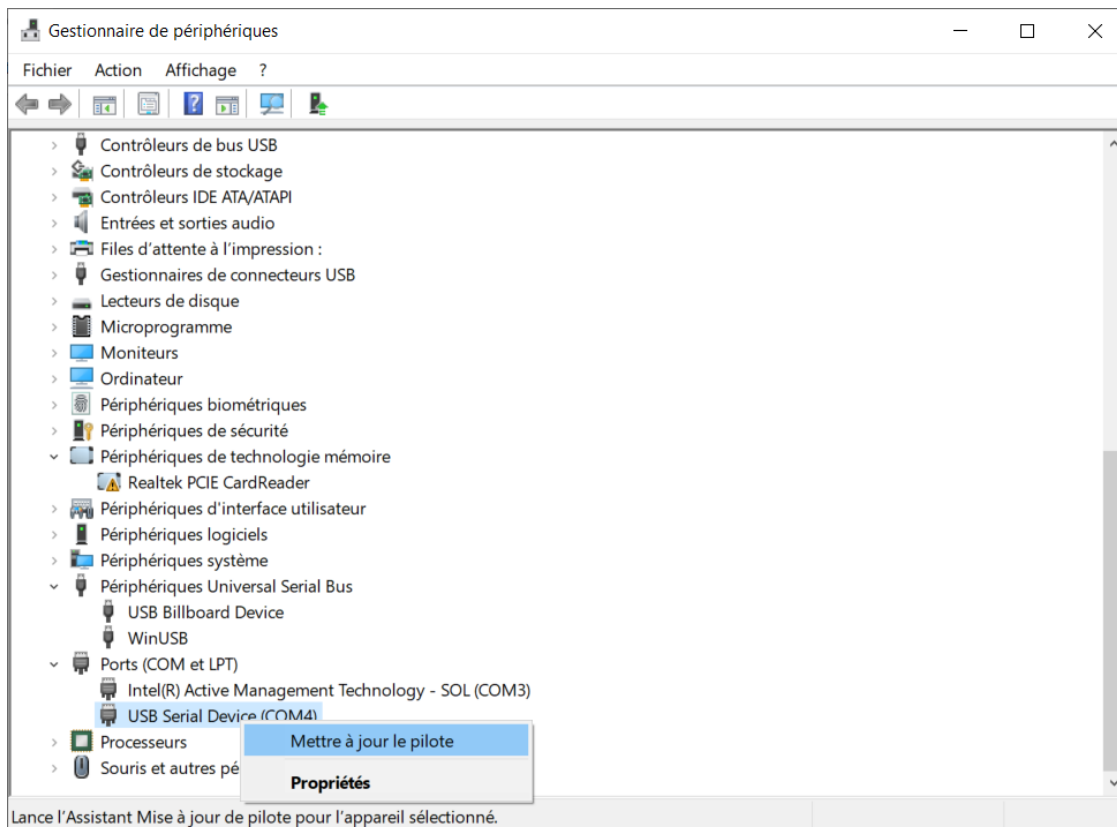 Gestionnaire de périphériques
Fichier Action Affichage ?
Contrôleurs de bus USB
Contrôleurs de stockage
Contrôleurs IDE ATA/ATAPI
Entrées et sorties audio
Files d'attente à l'impression :
Gestionnaires de connecteurs USB
Lecteurs de disque
Microprogramme
Moniteurs
Ordinateur
Périphériques biométriques
Périphériques de sécurité
Périphériques de technologie mémoire
Realtek PCIE CardReader
Périphériques d'interface utilisateur
Périphériques logiciels
Périphériques système
Périphériques Universal Serial Bus
USB Billboard Device
WinUSB
Ports (COM et LPT)
Intel(R) Active Management Technology - SOL (COM3)
USB Serial Device (COM4)
Processeurs
Mettre à jour le pilote
Souris et autres pé
Propriétés
Lance l'Assistant Mise à jour de pilote pour l'appareil sélectionné.